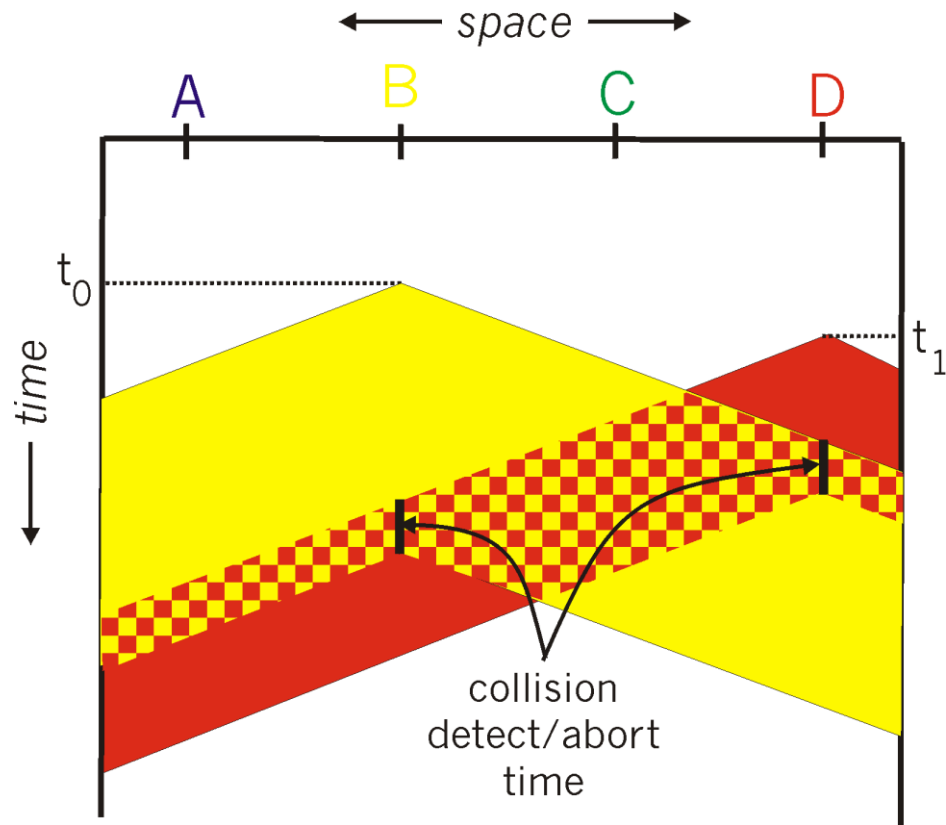 space
A B C D
t₀
t₁
time
collision
detect/abort
time